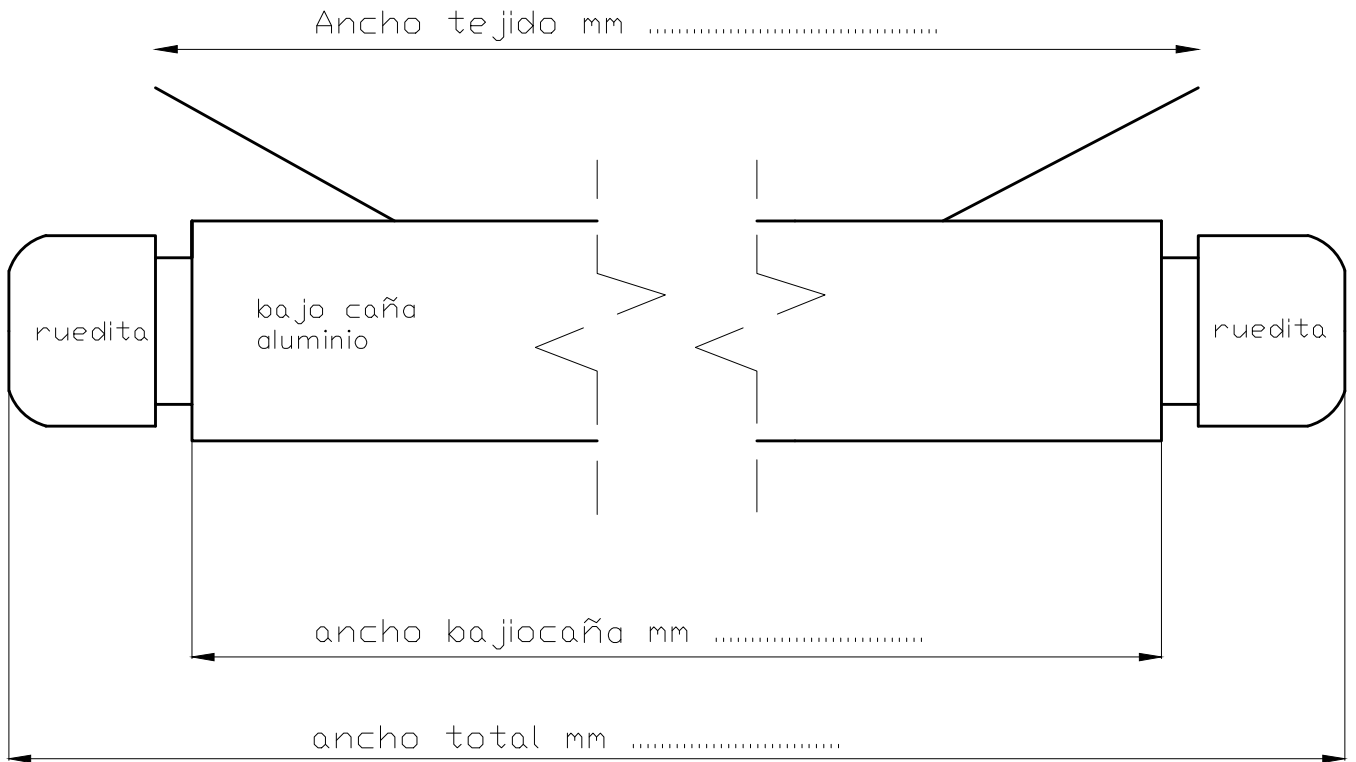 Ancho tejido mm ........................................
bajo caña
aluminio
ruedita
ruedita
ancho bajiocaña mm .............................
ancho total mm .............................